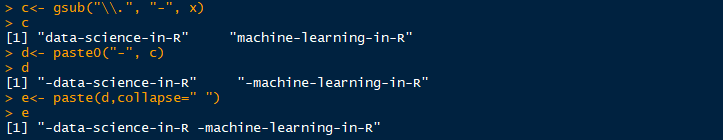 > c<- gsub("\\.", "-", x)
> c
[1] "data-science-in-R"    "machine-learning-in-R"
> d<- paste0("-", c)
> d
[1] "-data-science-in-R"    "-machine-learning-in-R"
> e<- paste(d,collapse=" ")
> e
[1] "-data-science-in-R -machine-learning-in-R"